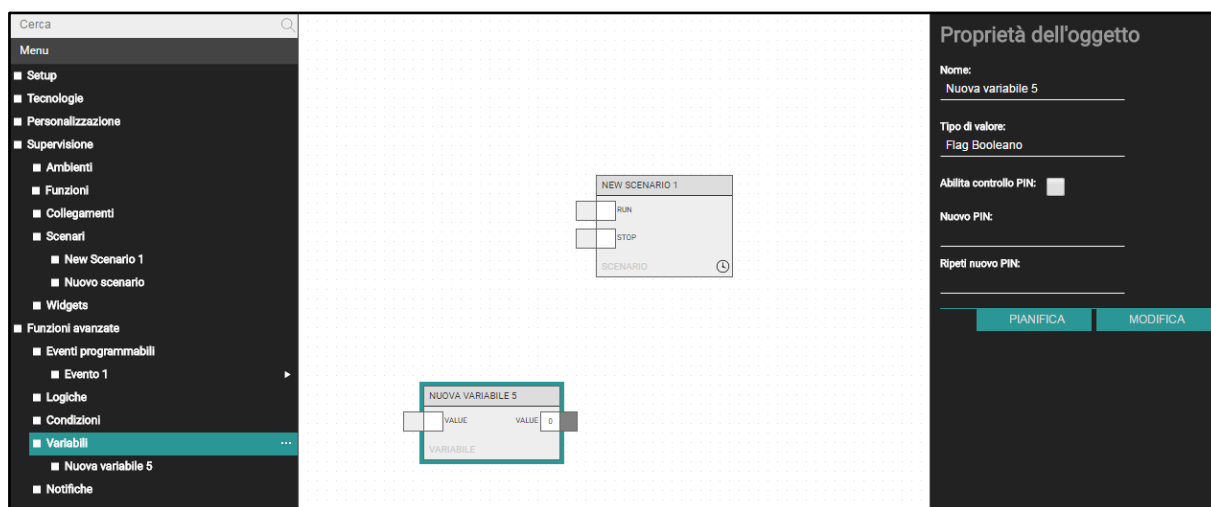 Cerca
Menu
Setup
Tecnologie
Personalizzazione
Supervisione
Ambienti
Funzioni
Collegamenti
Scenari
New Scenario 1
Nuovo scenario
Widgets
Funzioni avanzate
Eventi programmabili
Evento 1
Logiche
Condizioni
Variabili ...
Nuova variabile 5
Notifiche
NEW SCENARIO 1
RUN
STOP
SCENARIO
NUOVA VARIABILE 5
VALUE VALUE 0
VARIABILE
Proprietà dell'oggetto
Nome:
Nuova variabile 5
Tipo di valore:
Flag Booleano
Abilita controllo PIN:
Nuovo PIN:
Ripeti nuovo PIN:
PIANIFICA MODIFICA